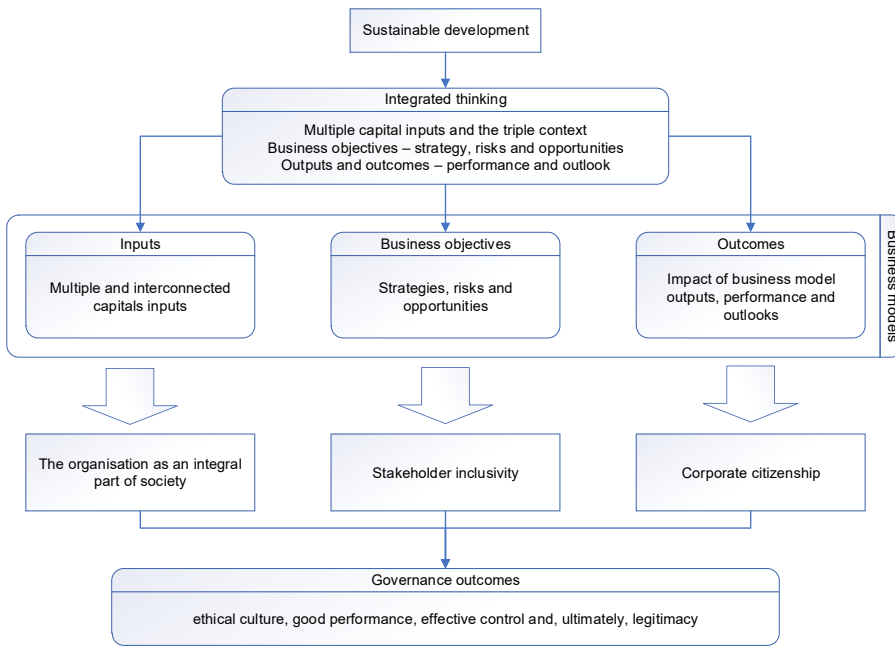 Sustainable development
Integrated thinking
Multiple capital inputs and the triple context
Business objectives – strategy, risks and opportunities
Outputs and outcomes – performance and outlook
Inputs
Multiple and interconnected
capitals inputs
Business objectives
Strategies, risks and
opportunities
Outcomes
Impact of business model
outputs, performance and
outlooks
Business models
The organisation as an integral
part of society
Stakeholder inclusivity
Corporate citizenship
Governance outcomes
ethical culture, good performance, effective control and, ultimately, legitimacy